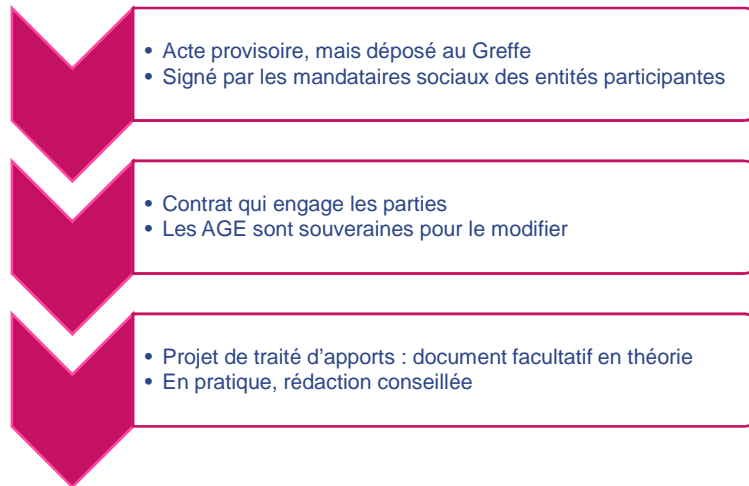 • Acte provisoire, mais déposé au Greffe
• Signé par les mandataires sociaux des entités participantes
• Contrat qui engage les parties
• Les AGE sont souveraines pour le modifier
• Projet de traité d’apports : document facultatif en théorie
• En pratique, rédaction conseillée